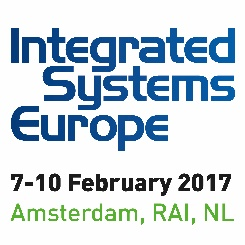 Integrated
Systems
Europe
7-10 February 2017
Amsterdam, RAI, NL